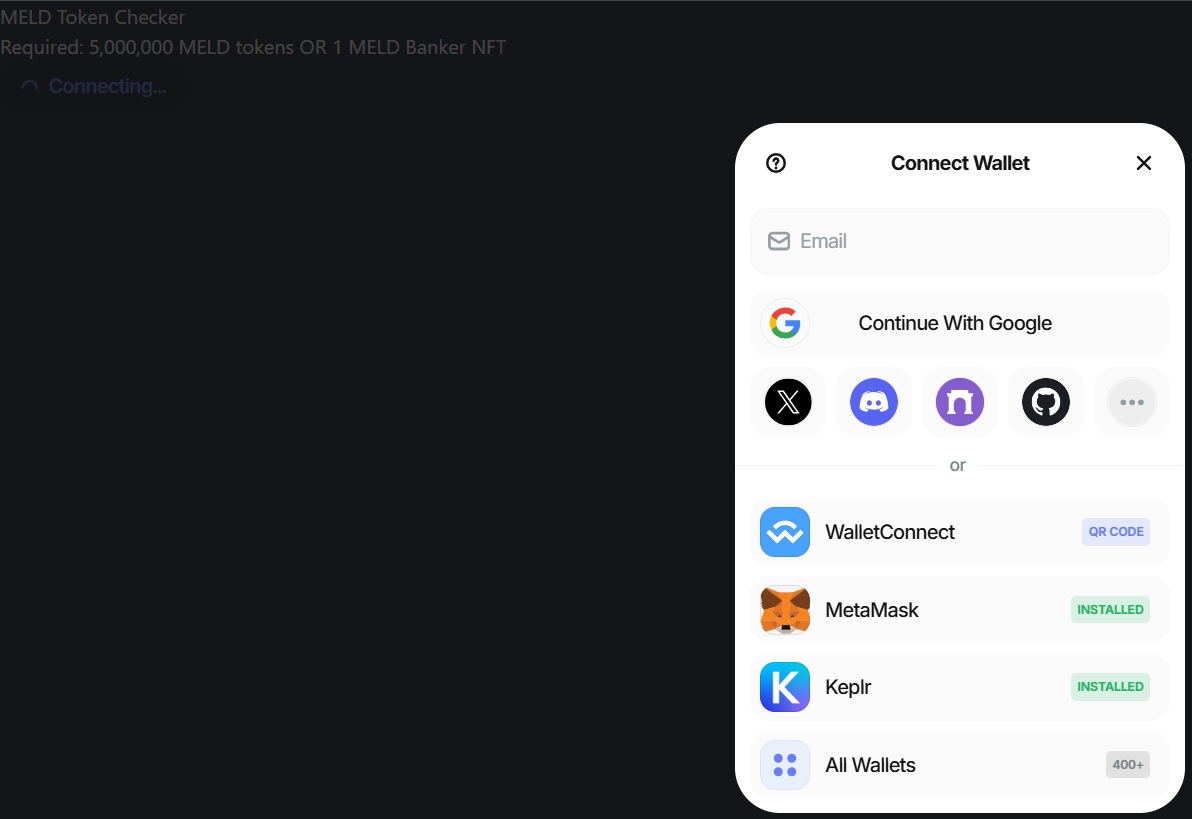 MELD Token Checker
Required: 5,000,000 MELD tokens OR 1 MELD Banker NFT
Connecting...
Connect Wallet
Email
Continue With Google
or
WalletConnect QR CODE
MetaMask INSTALLED
Keplr INSTALLED
All Wallets 400+